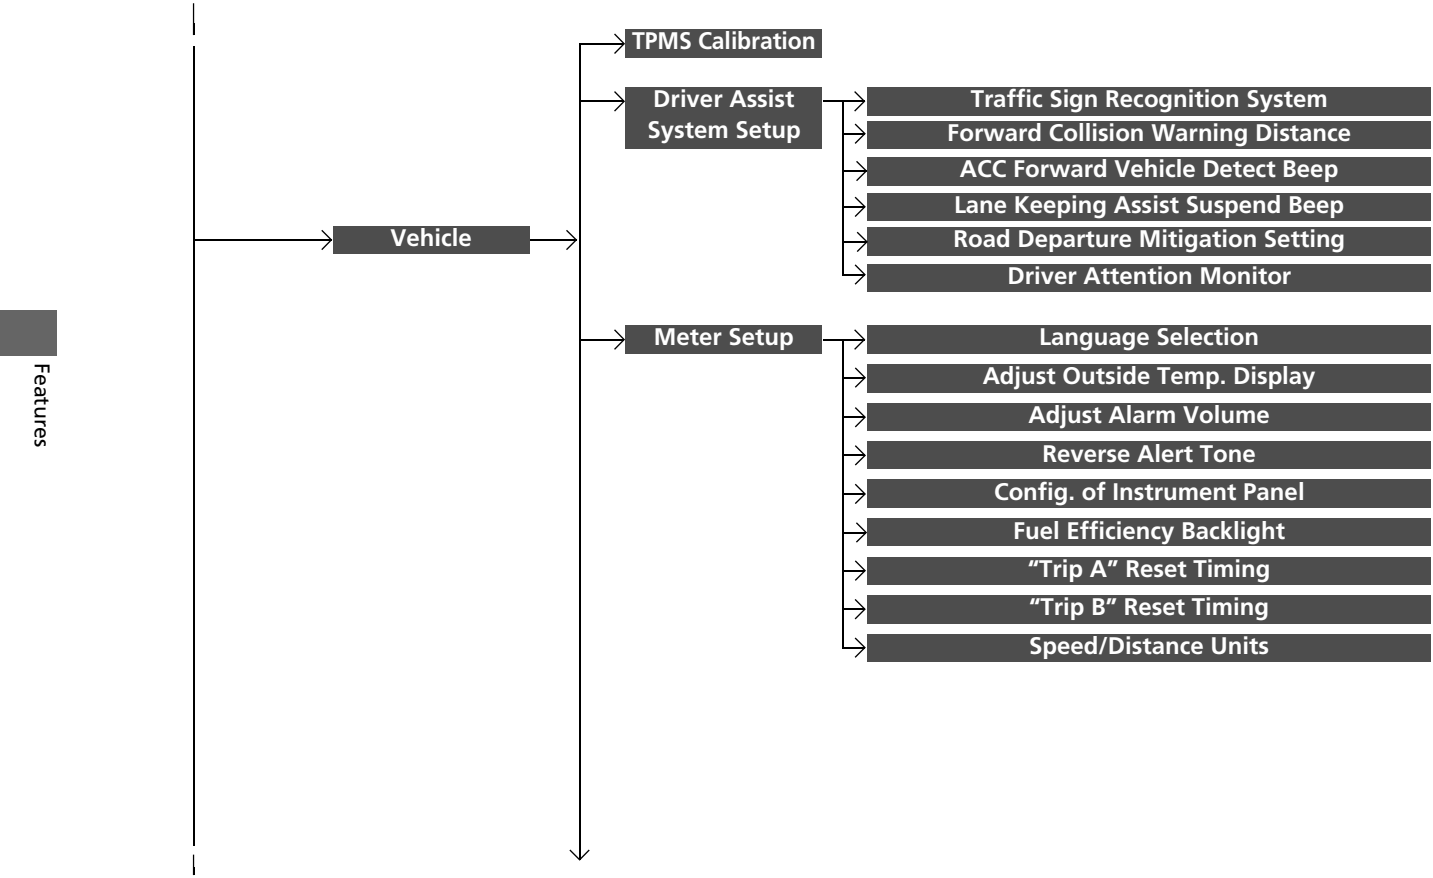 TPMS Calibration
Driver Assist
System Setup
Traffic Sign Recognition System
Forward Collision Warning Distance
ACC Forward Vehicle Detect Beep
Lane Keeping Assist Suspend Beep
Road Departure Mitigation Setting
Driver Attention Monitor
Vehicle
Meter Setup
Language Selection
Adjust Outside Temp. Display
Adjust Alarm Volume
Reverse Alert Tone
Config. of Instrument Panel
Fuel Efficiency Backlight
“Trip A” Reset Timing
“Trip B” Reset Timing
Speed/Distance Units
Features